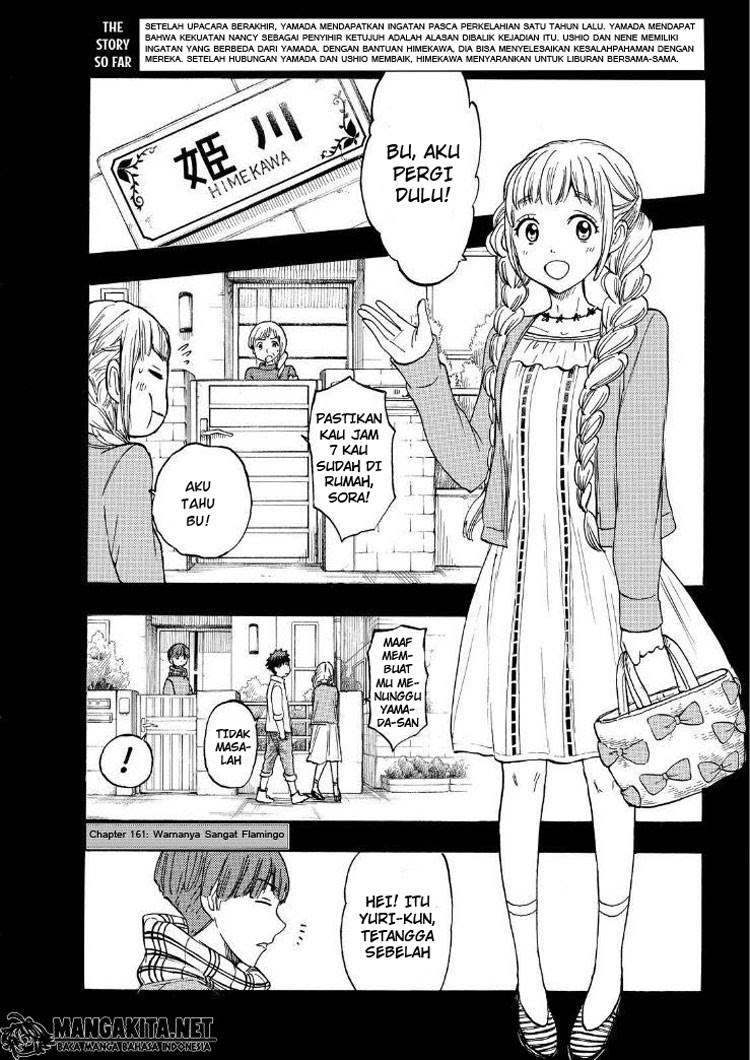 THE
STORY
SO FAR
SETELAH UPACARA BERAKHIR, YAMADA MENDAPATKAN INGATAN PASCA PERKELAHIAN SATU TAHUN LALU. YAMADA MENDAPAT
BAHWA KEKUATAN NANCY SEBAGAI PENYIHIR KETUJUH ADALAH ALASAN DIBALIK KEJADIAN ITU. USHIO DAN NENE MEMILIKI
INGATAN YANG BERBEDA DARI YAMADA. DENGAN BANTUAN HIMEKAWA, DIA BISA MENYELESAIKAN KESALAHPAHAMAN DENGAN
MEREKA. SETELAH HUBUNGAN YAMADA DAN USHIO MEMBAIK, HIMEKAWA MENYARANKAN UNTUK LIBURAN BERSAMA-SAMA.
姫川
HIMEKAWA
BU, AKU
PERGI
DULU!
PASTIKAN
KAU JAM
7 KAU
SUDAH DI
RUMAH,
SORA!
AKU
TAHU
BU!
MAAF
MEM-
BUAT
MU ME-
NUNGGU
YAMA-
DA-SAN
TIDAK
MASA-
LAH
!
Chapter 161: Warnanya Sangat Flamingo
HEI! ITU
YURI-KUN,
TETANGGA
SEBELAH
MANGAKITA.NET
BACA MANGA BAHASA INDONESIA